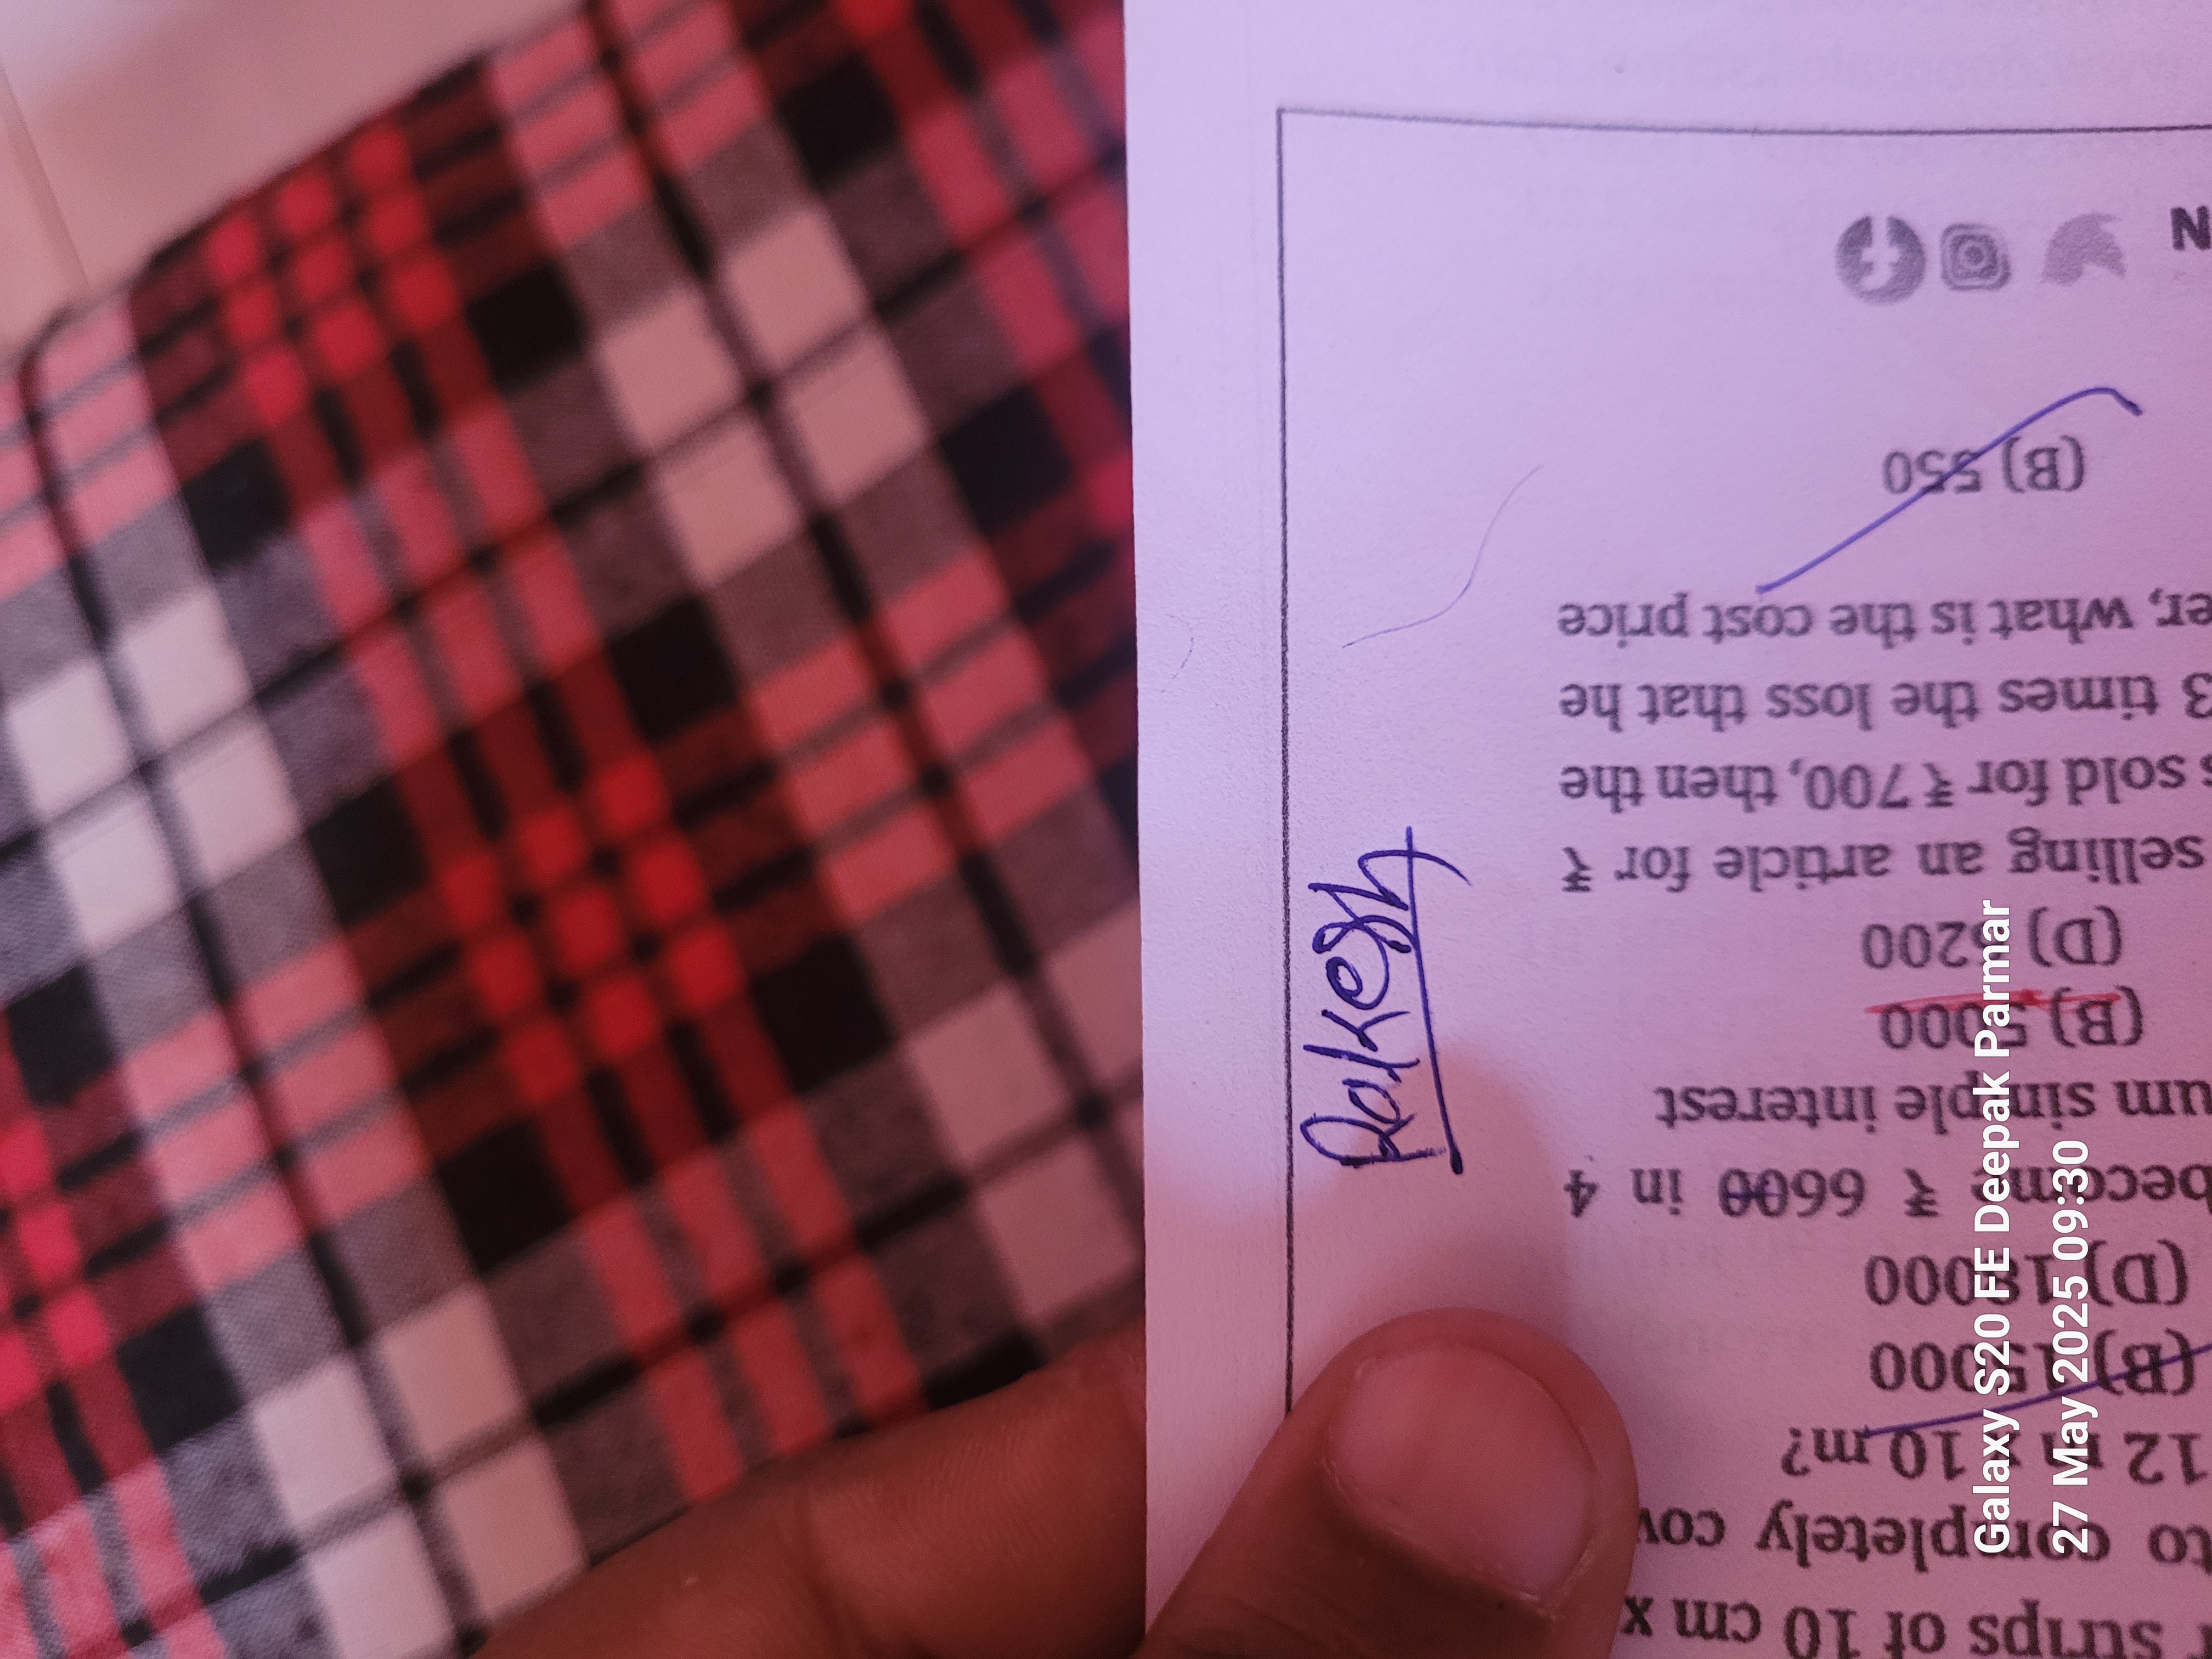 strips of 10 cm x
to completely cov
12 m x 10 m?
(B) 15000
(D) 18000
become ₹ 6600 in 4
um simple interest
(B) 5000
(D) 5200
selling an article for ₹
sold for ₹ 700, then the
3 times the loss that he
er, what is the cost price
(B) 550
N
Rakesh
Galaxy S20 FE Deepak Parmar
27 May 2025 09:30